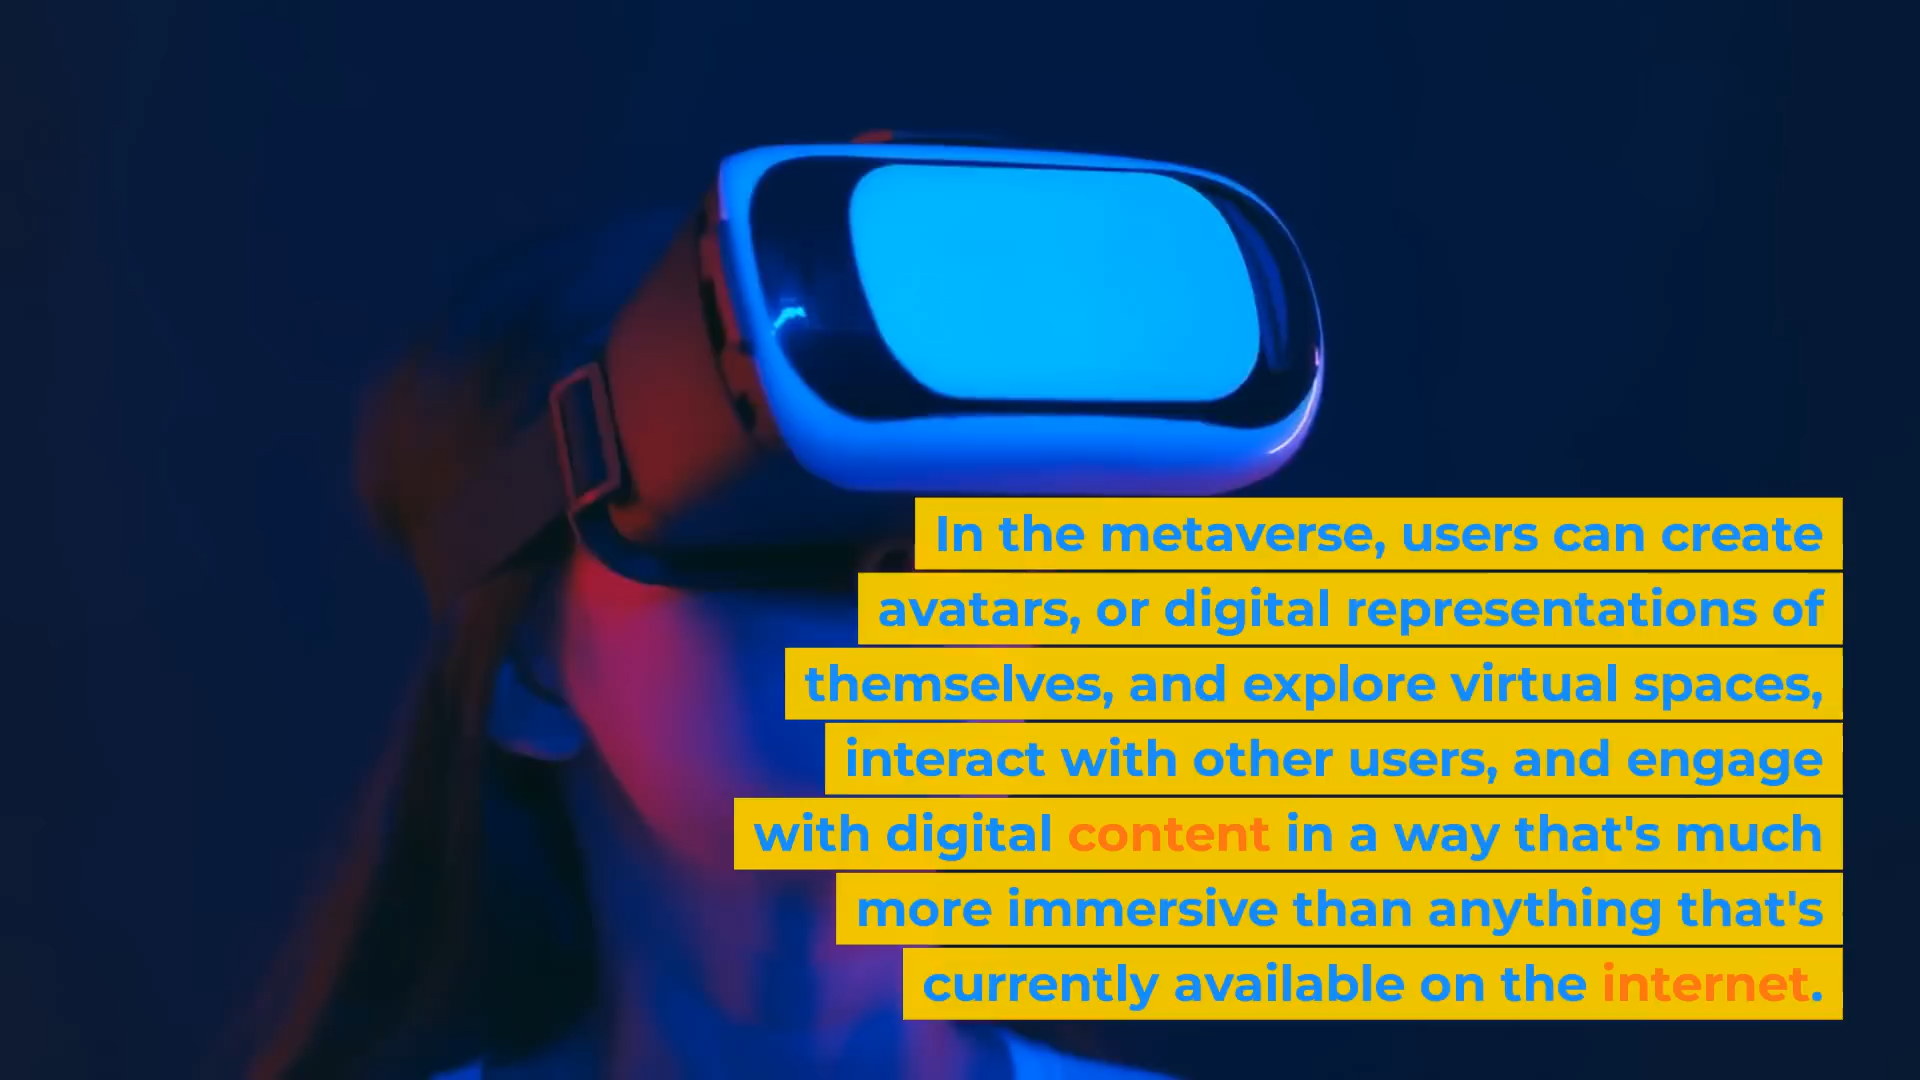 In the metaverse, users can create
avatars, or digital representations of
themselves, and explore virtual spaces,
interact with other users, and engage
with digital content in a way that's much
more immersive than anything that's
currently available on the internet.